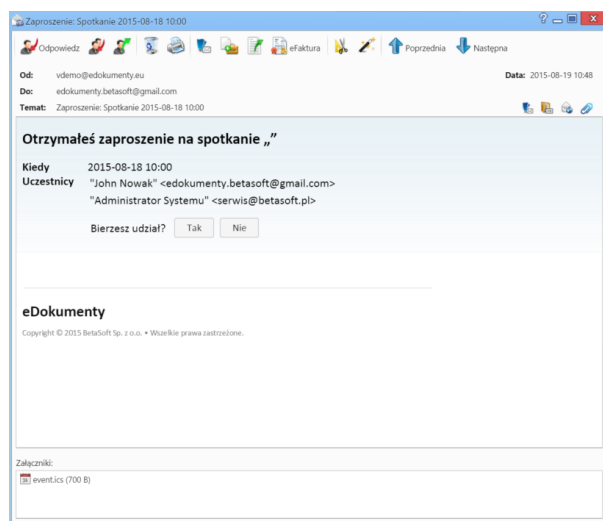 Zaproszenie: Spotkanie 2015-08-18 10:00
Odpowiedz eFaktura Poprzednia Następna
Od: vdemo@edokumenty.eu Data: 2015-08-19 10:48
Do: edokumenty.betasoft@gmail.com
Temat: Zaproszenie: Spotkanie 2015-08-18 10:00
Otrzymałeś zaproszenie na spotkanie „”
Kiedy 2015-08-18 10:00
Uczestnicy "John Nowak" <edokumenty.betasoft@gmail.com>
"Administrator Systemu" <serwis@betasoft.pl>
Bierzesz udział? Tak Nie
eDokumenty
Copyright © 2015 BetaSoft Sp. z o.o. • Wszelkie prawa zastrzeżone.
Załączniki:
event.ics (700 B)